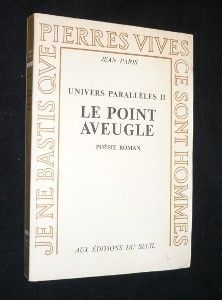 JE NE BASTIS QVE
PIERRES VIVES
CE SONT HOMMES
JEAN PARIS
UNIVERS PARALLÈLES II
LE POINT
AVEUGLE
POÉSIE ROMAN
AUX ÉDITIONS DU SEUIL